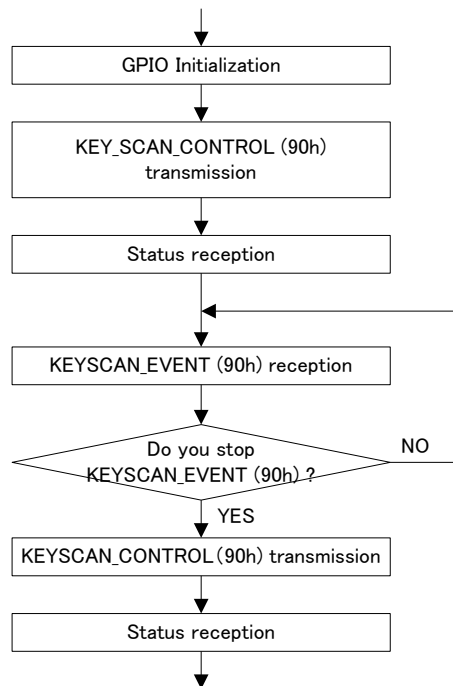 GPIO Initialization
KEY_SCAN_CONTROL (90h)
transmission
Status reception
KEYSCAN_EVENT (90h) reception
Do you stop
KEYSCAN_EVENT (90h) ?
NO
YES
KEYSCAN_CONTROL(90h) transmission
Status reception